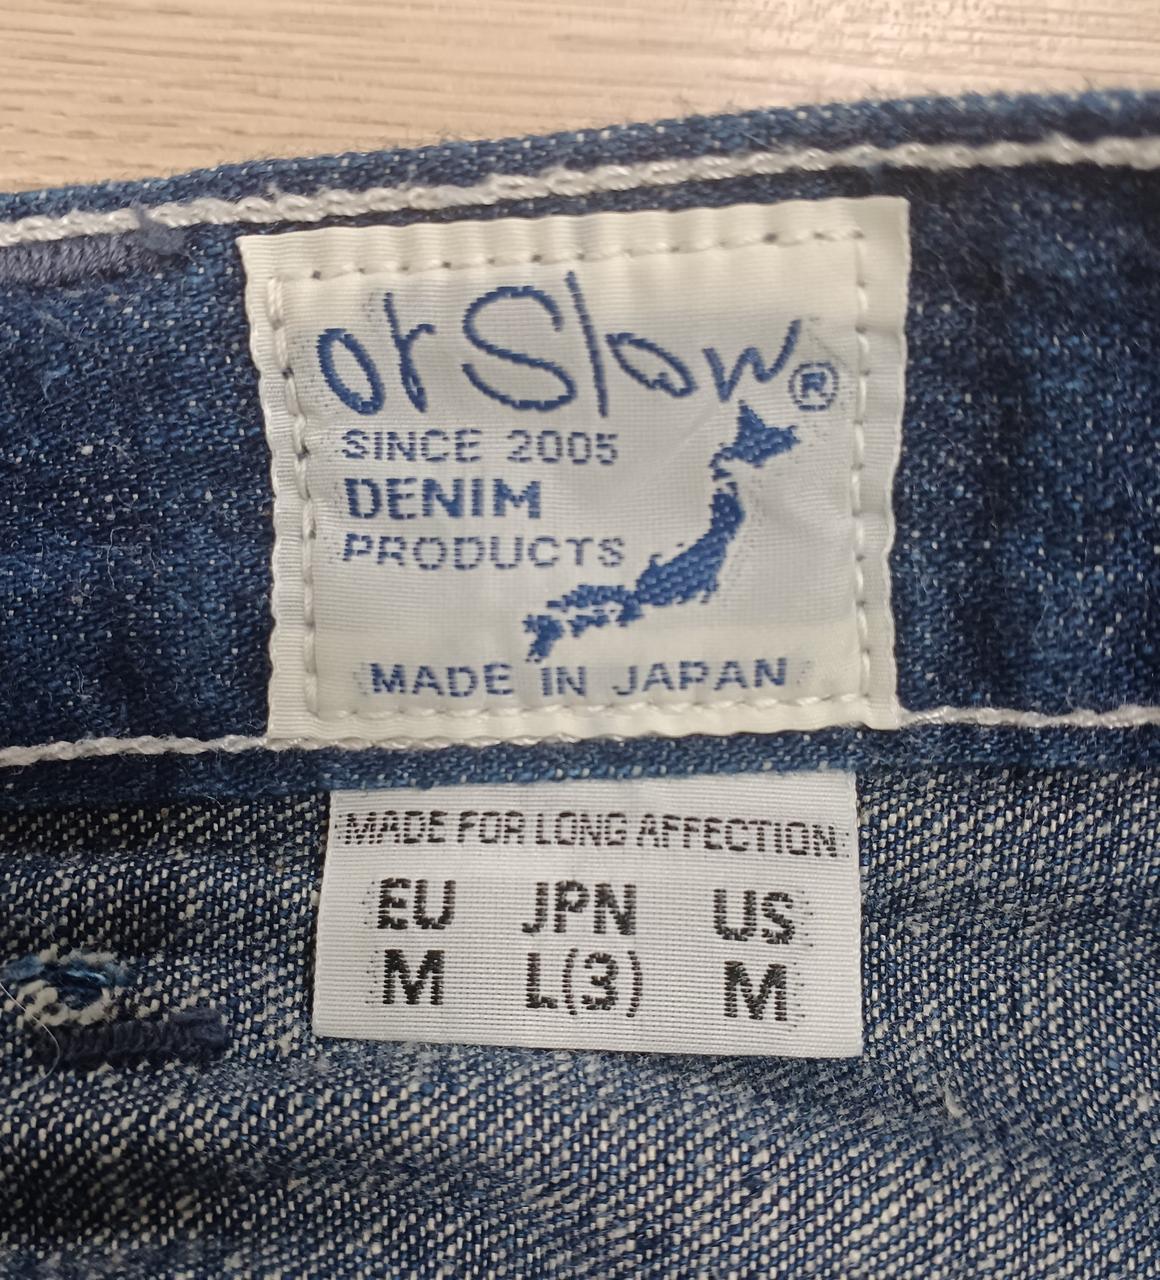 orSlow®
SINCE 2005
DENIM
PRODUCTS
MADE IN JAPAN
MADE FOR LONG AFFECTION
EU JPN US
M L(3) M